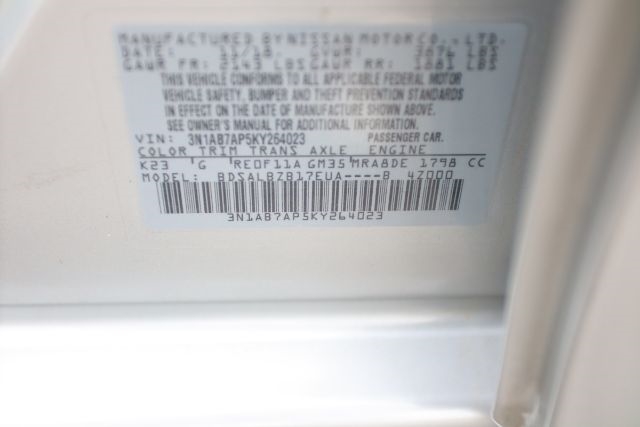 MANUFACTURED BY NISSAN MOTOR CO., LTD.
DATE: 11/18. GVWR: 3676 LBS
GAWR FR: 2143 LBS GAWR RR: 1881 LBS
THIS VEHICLE CONFORMS TO ALL APPLICABLE FEDERAL MOTOR
VEHICLE SAFETY, BUMPER AND THEFT PREVENTION STANDARDS
IN EFFECT ON THE DATE OF MANUFACTURE SHOWN ABOVE.
SEE OWNER'S MANUAL FOR ADDITIONAL INFORMATION.
VIN: 3N1AB7AP5KY264023 PASSENGER CAR.
COLOR TRIM TRANS AXLE ENGINE
K23 G RE0F11A GM35 MRA8DE 1798 CC
MODEL: BDSALBZB17EUA----B 47000
3N1AB7AP5KY264023